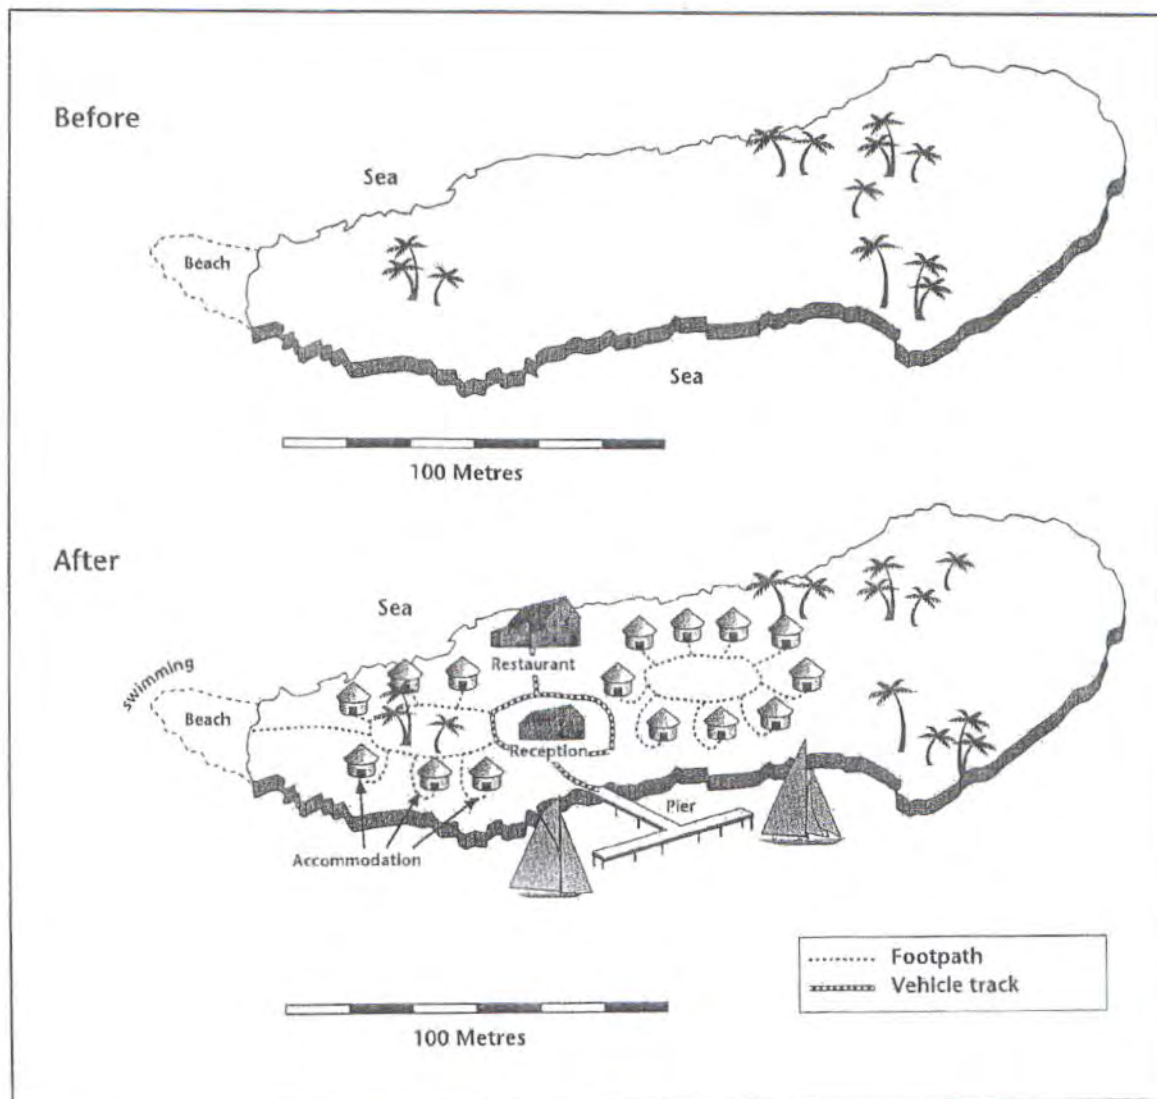 Before
Sea
Beach
Sea
100 Metres
After
Sea
swimming
Restaurant
Beach
Reception
Pier
Accommodation
Footpath
Vehicle track
100 Metres